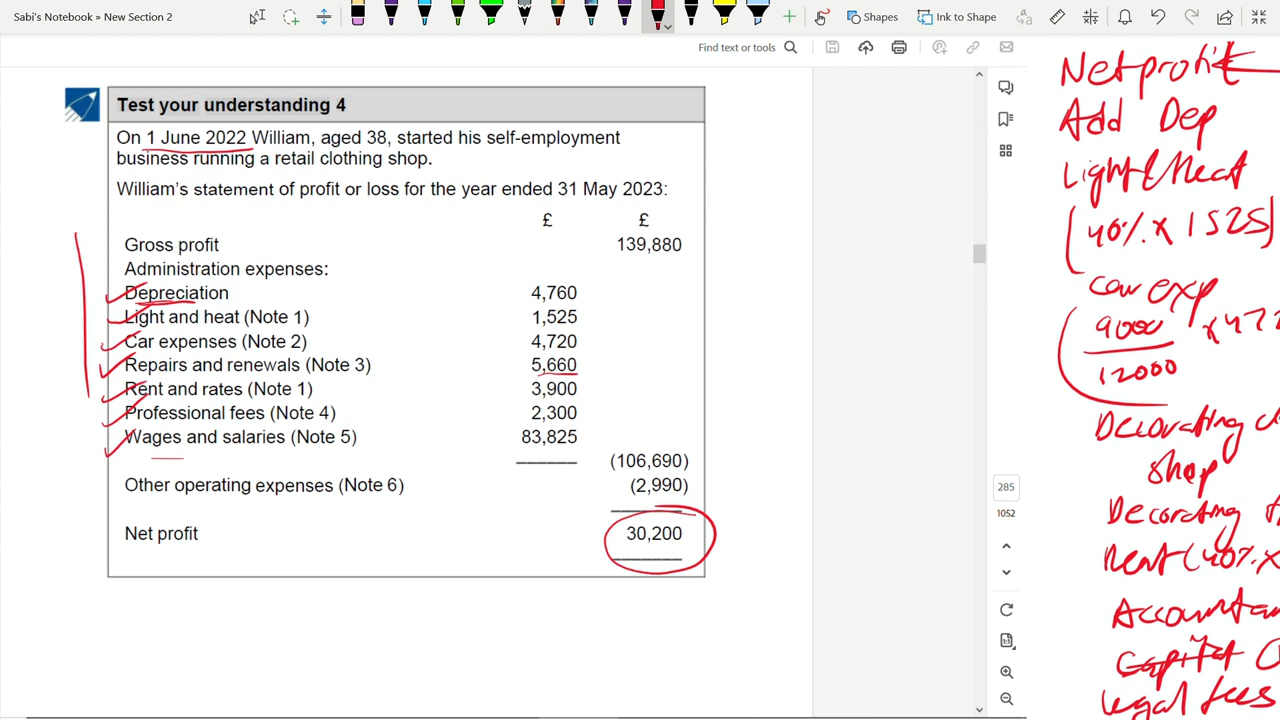 Sabi's Notebook » New Section 2
Shapes
Ink to Shape
Find text or tools
Test your understanding 4
On 1 June 2022 William, aged 38, started his self-employment
business running a retail clothing shop.
William's statement of profit or loss for the year ended 31 May 2023:
£ £
Gross profit 139,880
Administration expenses:
Depreciation 4,760
Light and heat (Note 1) 1,525
Car expenses (Note 2) 4,720
Repairs and renewals (Note 3) 5,660
Rent and rates (Note 1) 3,900
Professional fees (Note 4) 2,300
Wages and salaries (Note 5) 83,825
(106,690)
Other operating expenses (Note 6) (2,990)
Net profit 30,200
285
1052
Net profit
Add Dep
Light & Heat
(40% x 1525)
Car exp
9000 x 472
12000
Decorating
shop
Decorating
Rent (40% x
Accountan
Capital
legal fees